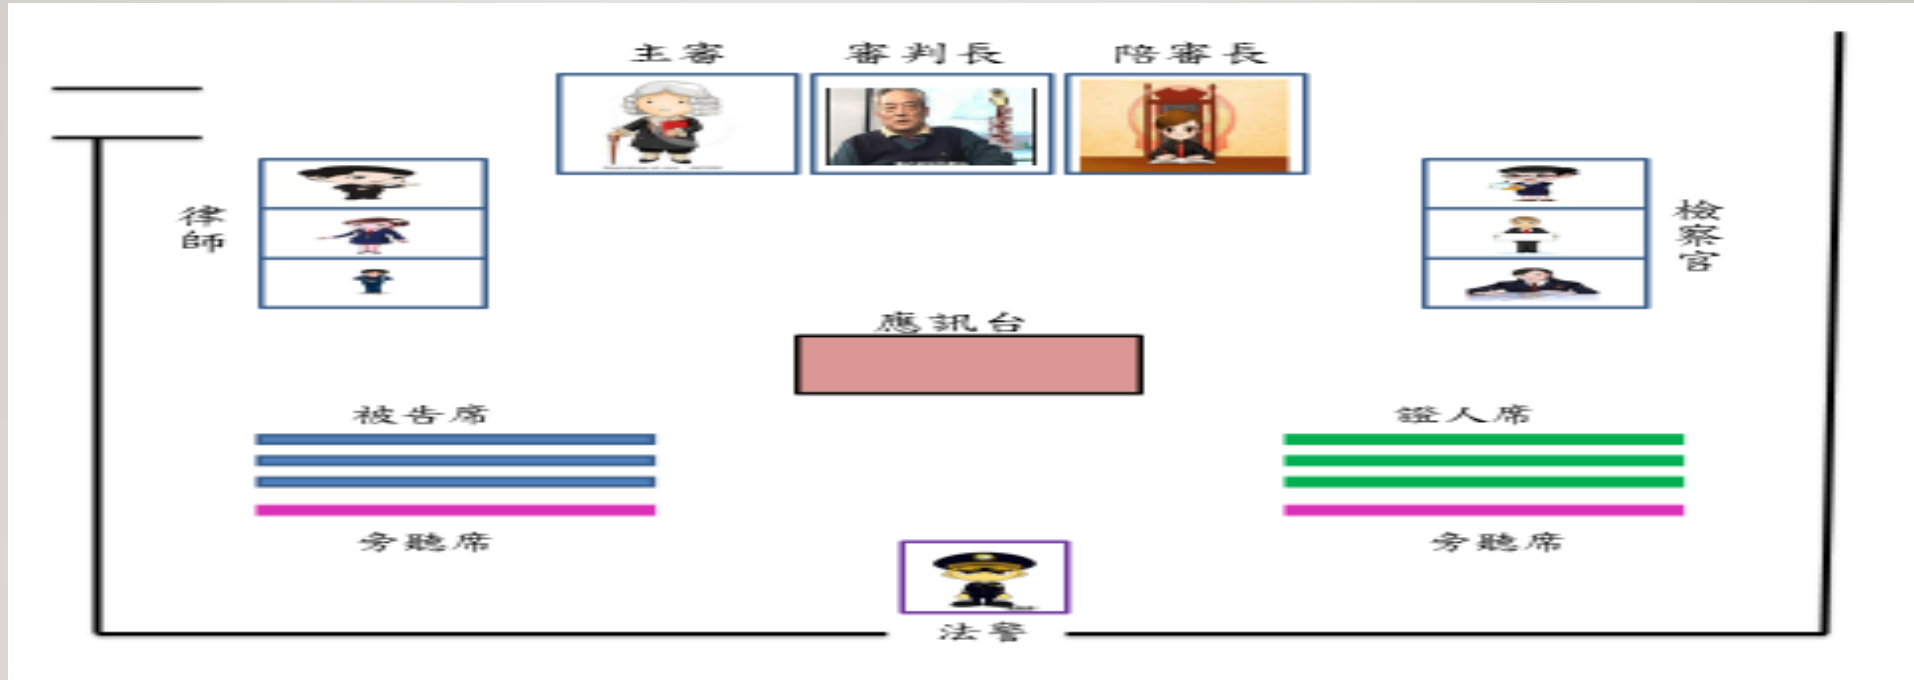 主審
審判長
陪審長
律師
檢察官
應訊台
被告席
證人席
旁聽席
旁聽席
法警